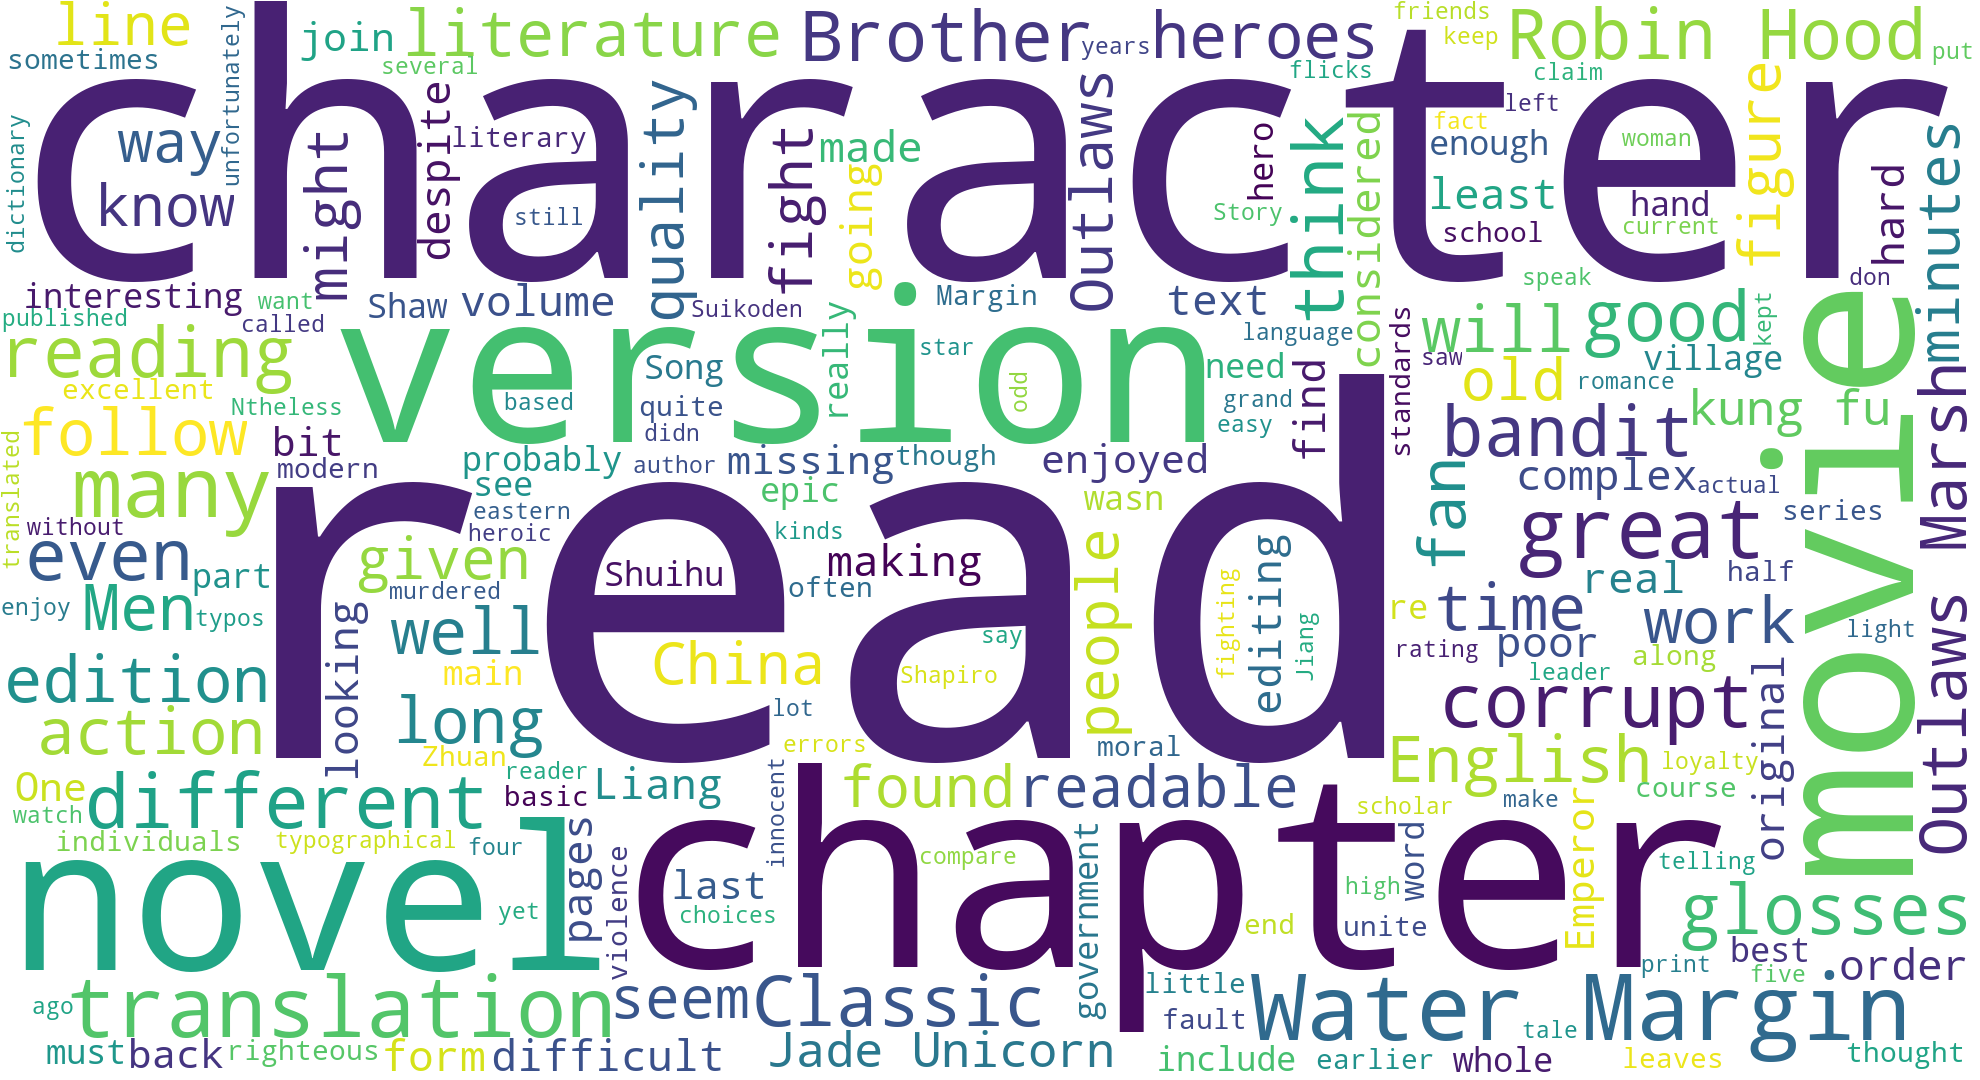 character
read
version
chapter
novel
movie
line
sometimes
unfortunately
join
several
literature
Brother
years
heroes
friends
keep
Robin Hood
put
flicks
claim
left
fact
woman
dictionary
way
know
might
despite
literary
still
quality
fight
made
going
Outlaws
hero
Story
think
considered
enough
least
school
hand
current
figure
hard
minutes
speak
don
interesting
want
published
called
Shaw
volume
Suikoden
Margin
text
language
really
star
reading
excellent
Ntheless
Song
based
quite
didn
odd
need
grand
easy
find
standards
saw
will
good
kept
village
old
romance
kung fu
follow
bit
modern
many
translated
without
probably
see
eastern
heroic
author
missing
though
enjoyed
epic
kinds
wasn
bandit
complex
actual
series
great
fan
even
part
Men
typos
enjoy
given
murdered
Shuihu
making
often
people
fighting
editing
Jiang
re
time
real
half
work
light
rating
poor
leader
along
Outlaws Marsh
edition
action
looking
well
main
long
Zhuan
China
say
Shapiro
lot
errors
moral
corrupt
English
loyalty
original
One
watch
different
individuals
typographical
reader
basic
four
Liang
innocent
found
readable
scholar
make
course
Emperor
word
telling
compare
government
high
yet
pages
violence
last
choices
end
unite
glosses
best
five
order
print
ago
translation
seem
Classic
little
fault
Water Margin
tale
must
back
righteous
form
difficult
Jade Unicorn
include
earlier
whole
leaves
thought